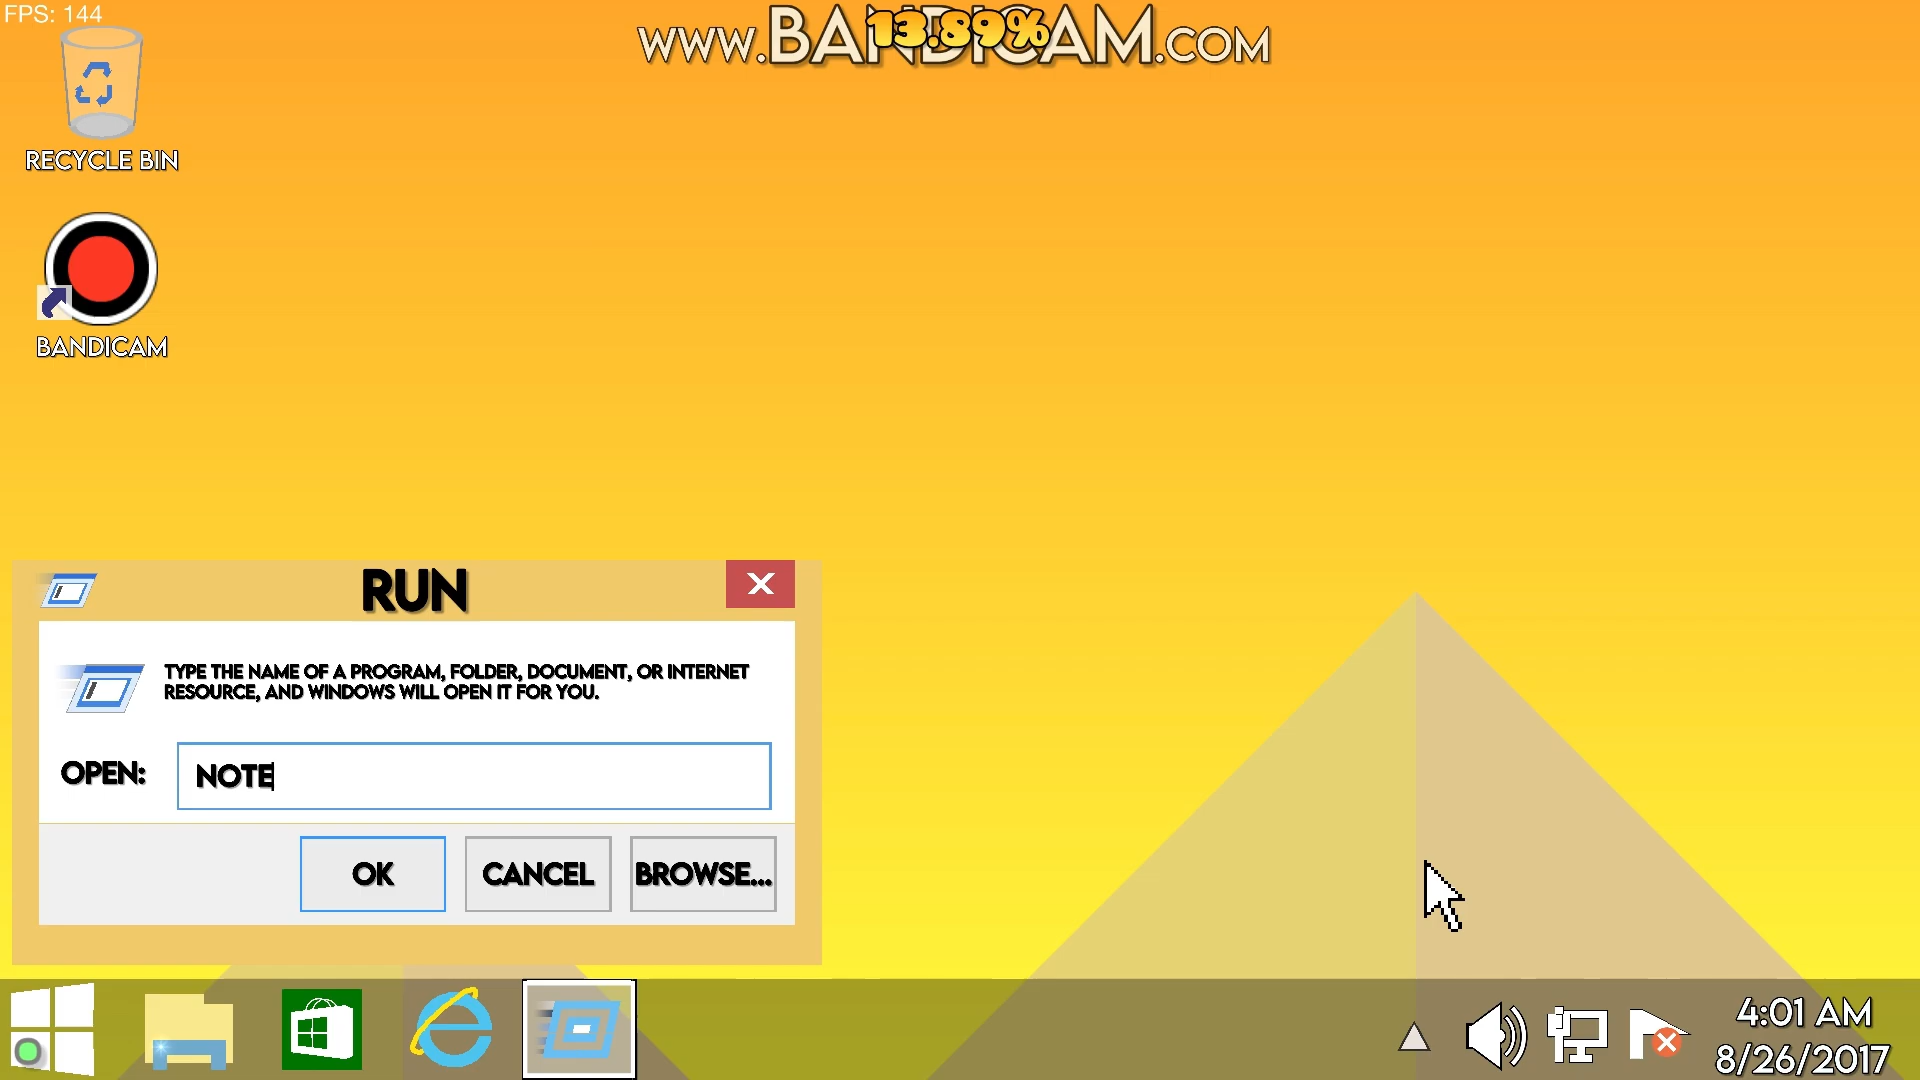 FPS: 144
www.BANDICAM.com
13.89%
RECYCLE BIN
BANDICAM
RUN
TYPE THE NAME OF A PROGRAM, FOLDER, DOCUMENT, OR INTERNET
RESOURCE, AND WINDOWS WILL OPEN IT FOR YOU.
OPEN:
NOTE
OK
CANCEL
BROWSE...
4:01 AM
8/26/2017